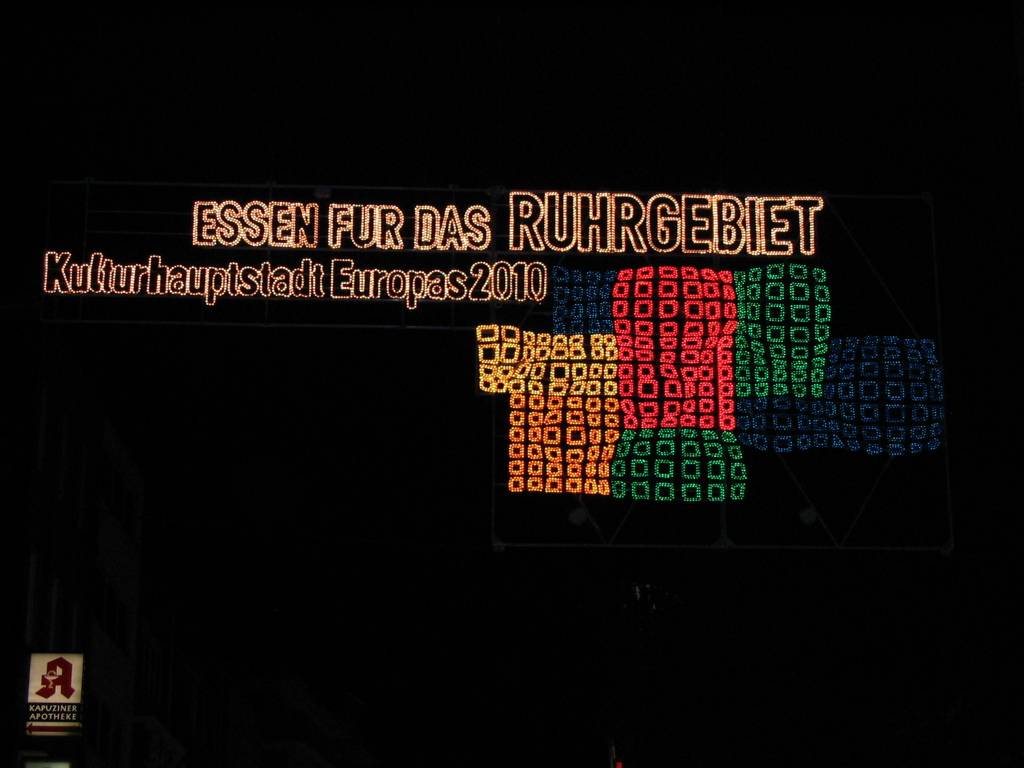 ESSEN FUR DAS RUHRGEBIET
Kulturhauptstadt Europas 2010
A
KAPUZINER
APOTHEKE